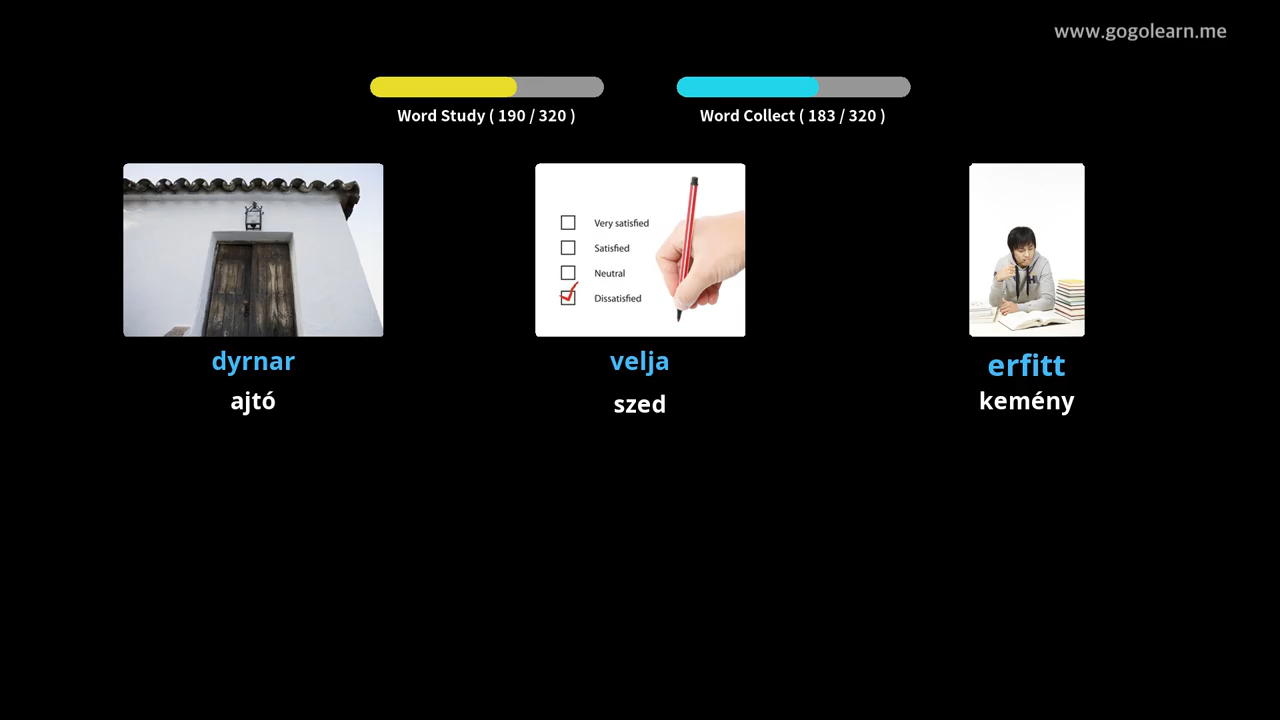 www.gogolearn.me
Word Study ( 190 / 320 )
Word Collect ( 183 / 320 )
Very satisfied
Satisfied
Neutral
Dissatisfied
dyrnar
ajtó
velja
szed
erfitt
kemény